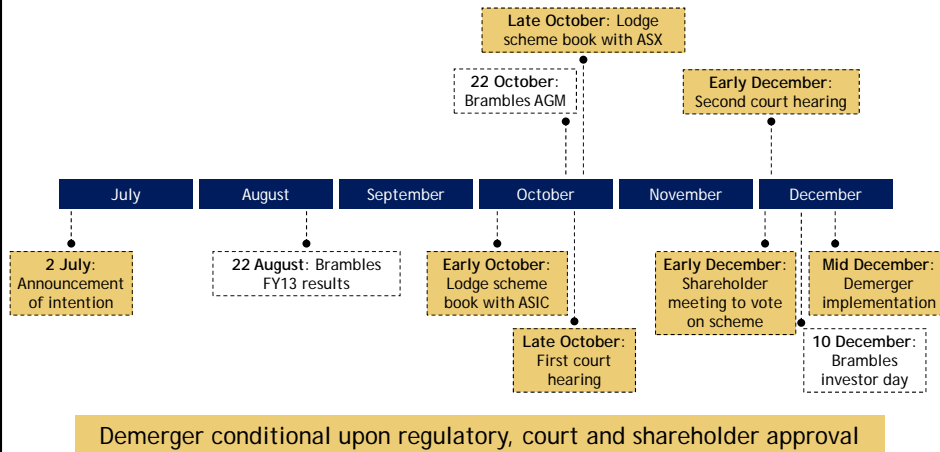 Late October: Lodge
scheme book with ASX
22 October:
Brambles AGM
Early December:
Second court hearing
July
August
September
October
November
December
2 July:
Announcement
of intention
22 August: Brambles
FY13 results
Early October:
Lodge scheme
book with ASIC
Late October:
First court
hearing
Early December:
Shareholder
meeting to vote
on scheme
Mid December:
Demerger
implementation
10 December:
Brambles
investor day
Demerger conditional upon regulatory, court and shareholder approval